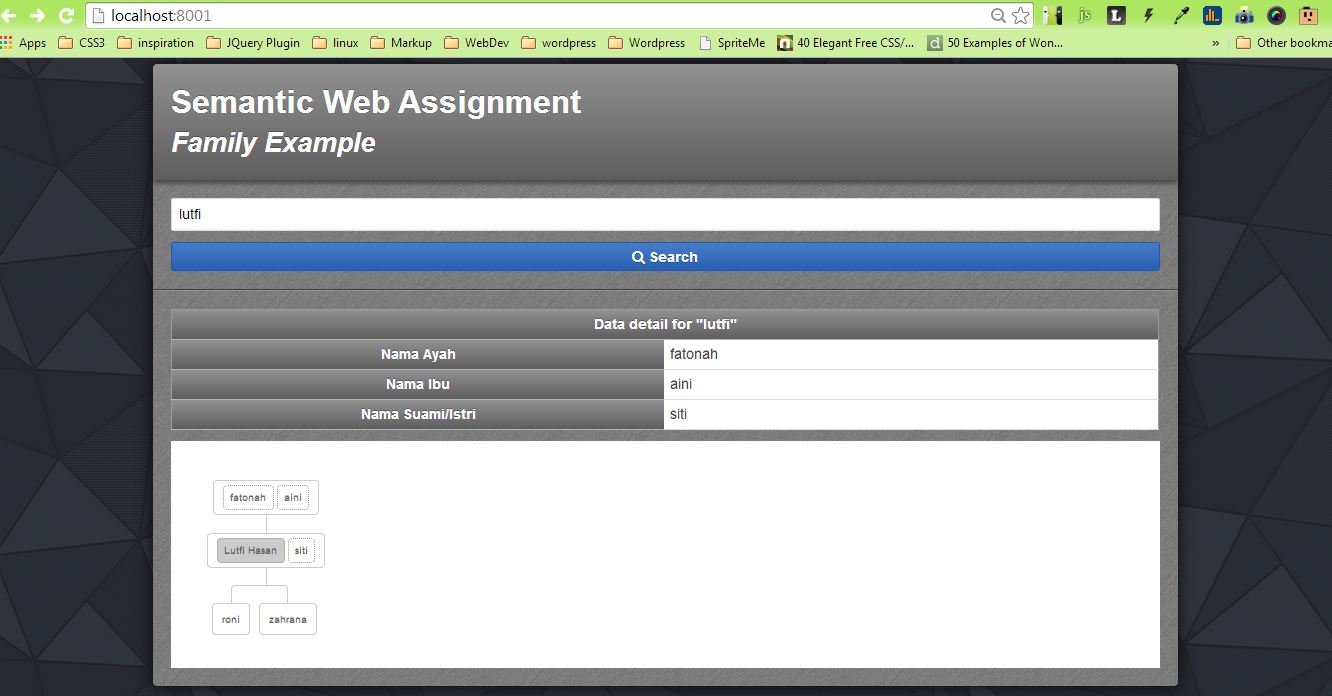 localhost:8001
js L
Apps CSS3 inspiration JQuery Plugin linux Markup WebDev wordpress Wordpress SpriteMe 40 Elegant Free CSS/... 50 Examples of Won... » Other bookma
Semantic Web Assignment
Family Example
lutfi
Search
Data detail for "lutfi"
Nama Ayah fatonah
Nama Ibu aini
Nama Suami/Istri siti
fatonah aini
Lutfi Hasan siti
roni zahrana